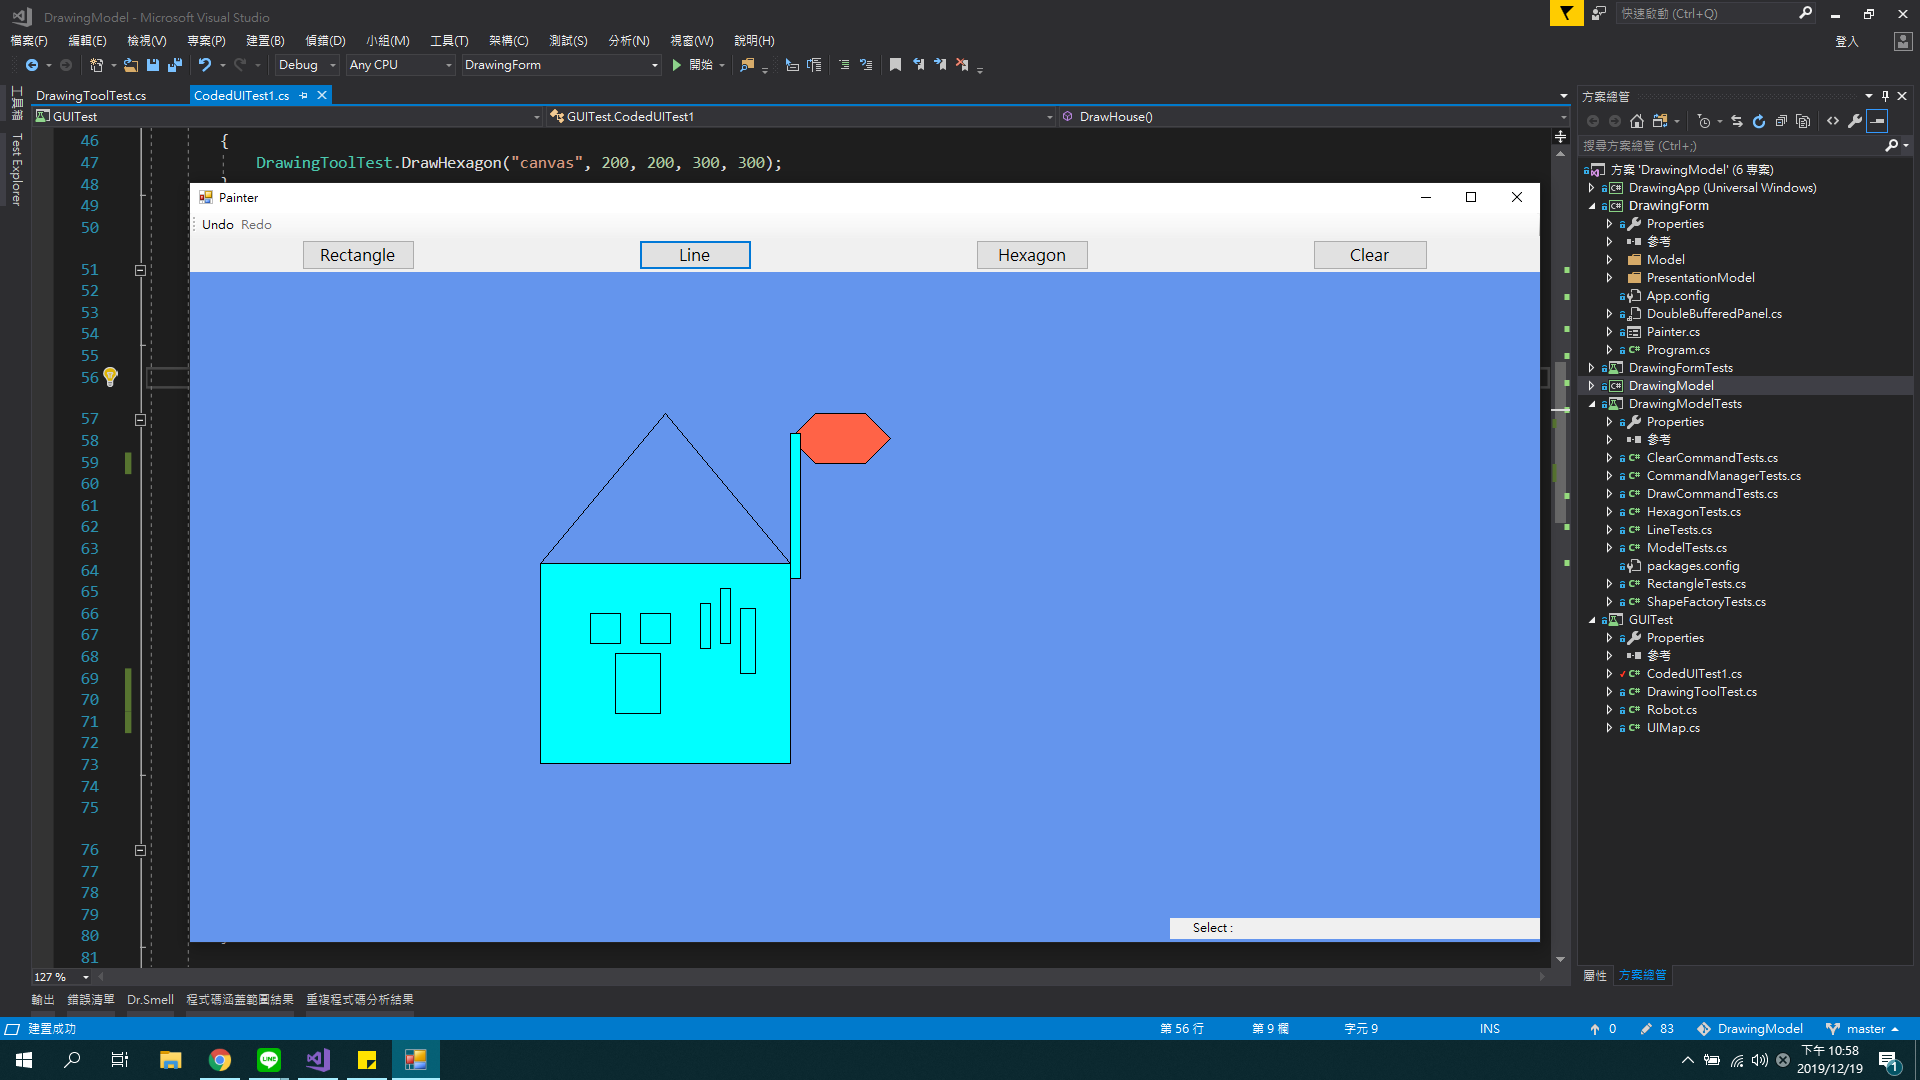 DrawingModel - Microsoft Visual Studio
快速啟動 (Ctrl+Q)
檔案(F) 編輯(E) 檢視(V) 專案(P) 建置(B) 偵錯(D) 小組(M) 工具(T) 架構(C) 測試(S) 分析(N) 視窗(W) 說明(H)
登入
Debug Any CPU DrawingForm 開始
工具箱
Test Explorer
DrawingToolTest.cs CodedUITest1.cs
GUITest GUITest.CodedUITest1 DrawHouse()
46 {
47 DrawingToolTest.DrawHexagon("canvas", 200, 200, 300, 300);
48
49
50
51
52
53
54
55
56
57
58
59
60
61
62
63
64
65
66
67
68
69
70
71
72
73
74
75
76
77
78
79
80
81
Painter
Undo Redo
Rectangle Line Hexagon Clear
Select :
127 %
輸出 錯誤清單 Dr.Smell 程式碼涵蓋範圍結果 重複程式碼分析結果
方案總管
搜尋方案總管 (Ctrl+;)
方案 'DrawingModel' (6 專案)
DrawingApp (Universal Windows)
DrawingForm
Properties
參考
Model
PresentationModel
App.config
DoubleBufferedPanel.cs
Painter.cs
Program.cs
DrawingFormTests
DrawingModel
DrawingModelTests
Properties
參考
ClearCommandTests.cs
CommandManagerTests.cs
DrawCommandTests.cs
HexagonTests.cs
LineTests.cs
ModelTests.cs
packages.config
RectangleTests.cs
ShapeFactoryTests.cs
GUITest
Properties
參考
CodedUITest1.cs
DrawingToolTest.cs
Robot.cs
UIMap.cs
屬性 方案總管
建置成功 第 56 行 第 9 欄 字元 9 INS 0 83 DrawingModel master
下午 10:58
2019/12/19
1